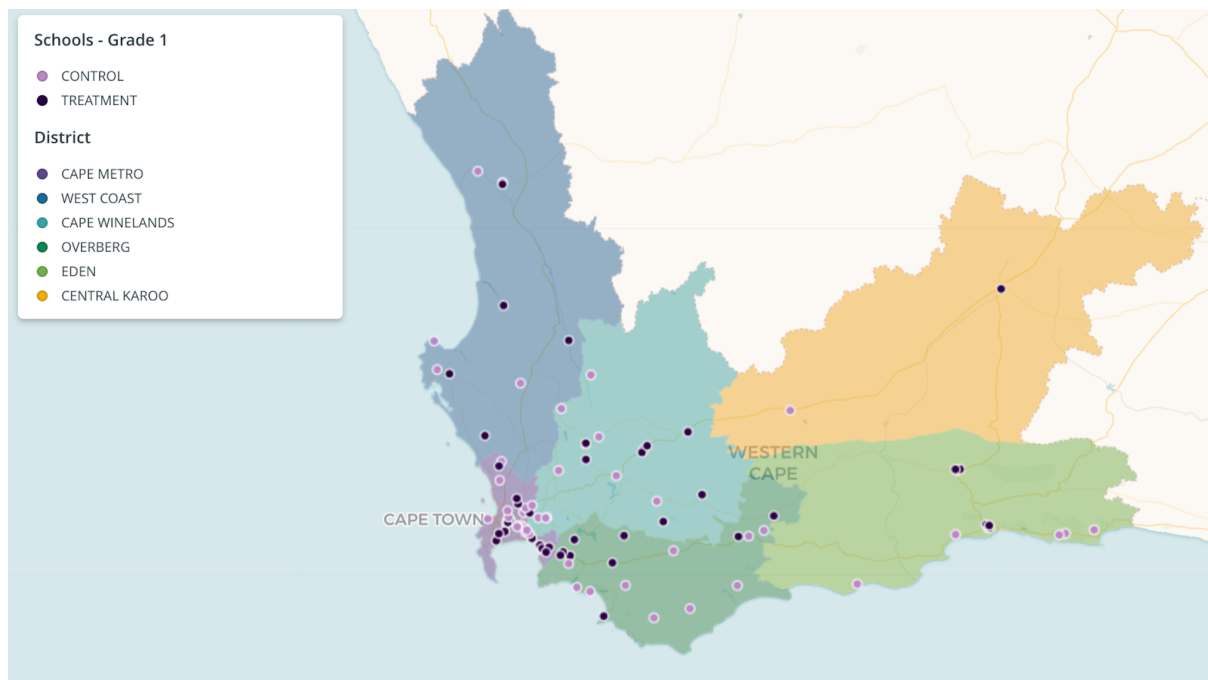 Schools - Grade 1
CONTROL
TREATMENT
District
CAPE METRO
WEST COAST
CAPE WINELANDS
OVERBERG
EDEN
CENTRAL KAROO
WESTERN
CAPE
CAPE TOWN